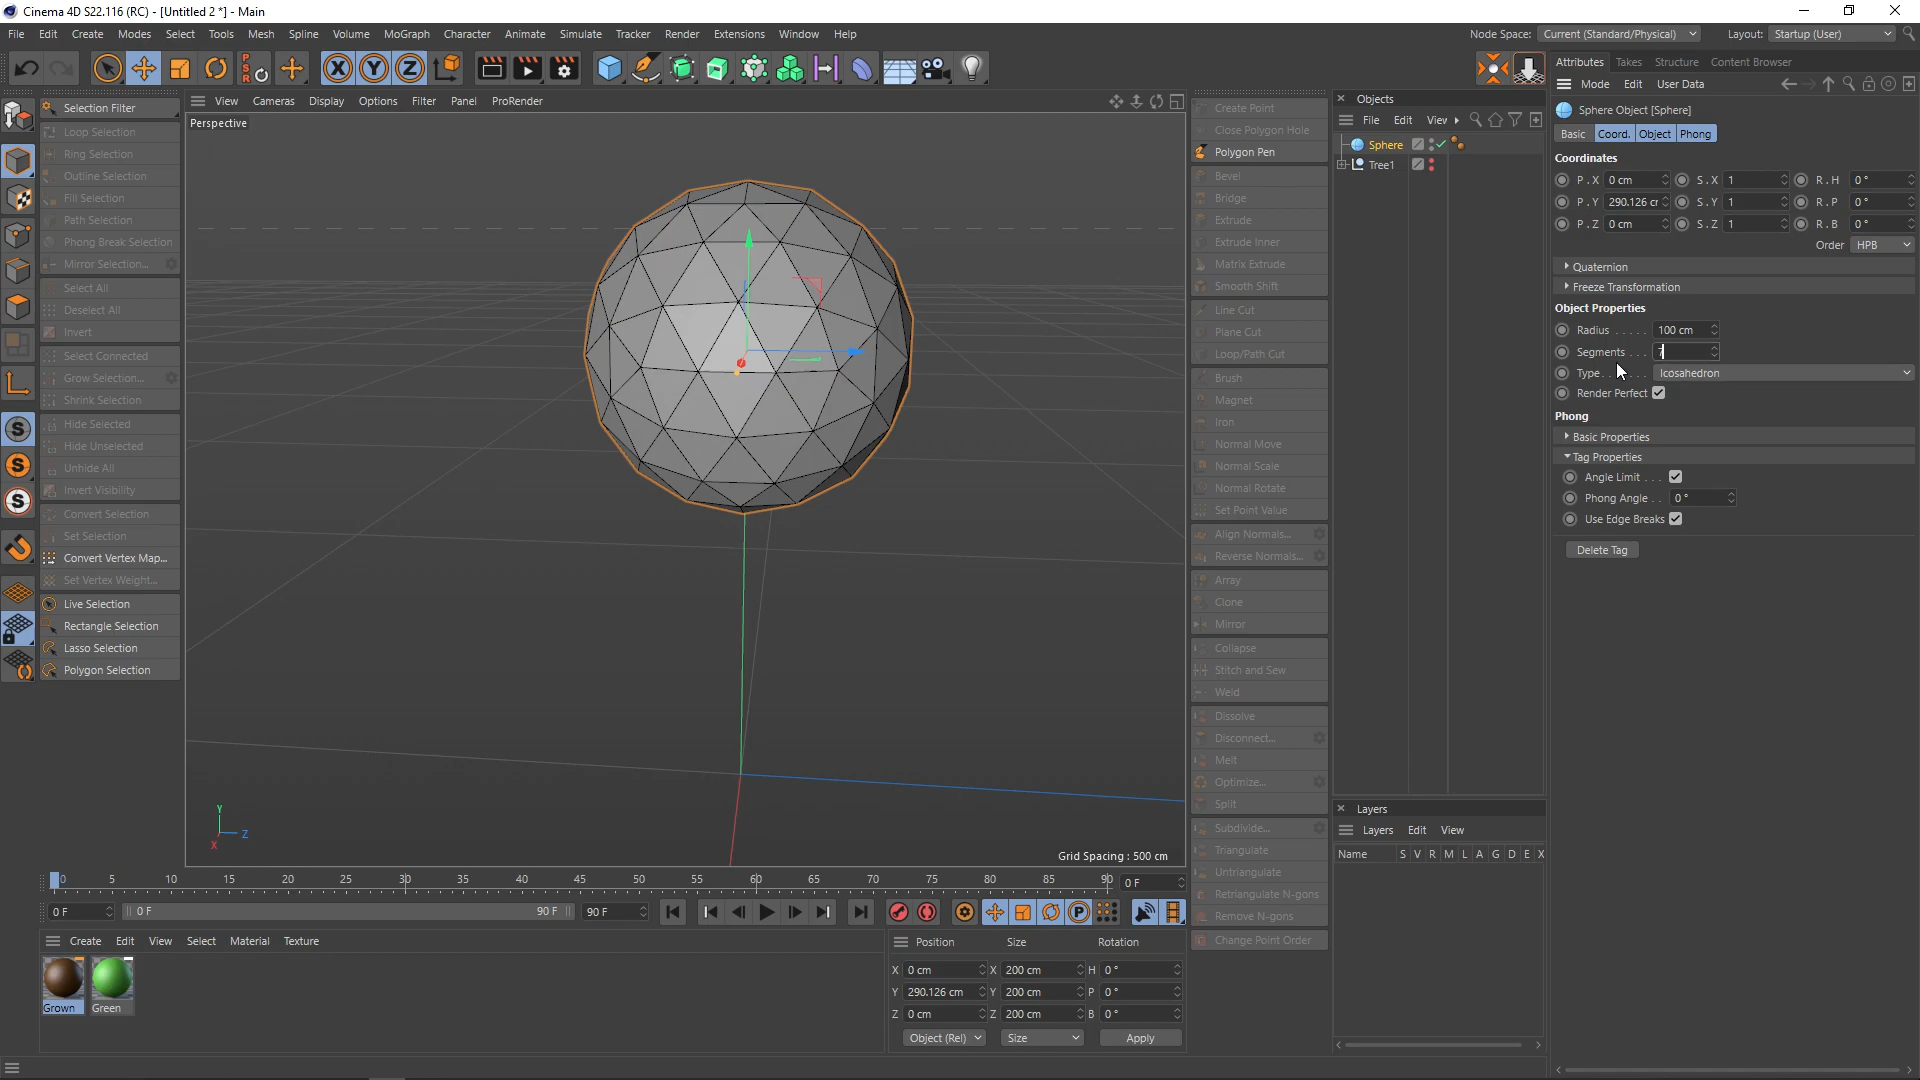 Cinema 4D S22.116 (RC) - [Untitled 2 *] - Main
File Edit Create Modes Select Tools Mesh Spline Volume MoGraph Character Animate Simulate Tracker Render Extensions Window Help Node Space: Current (Standard/Physical) Layout: Startup (User)
X Y Z
Attributes Takes Structure Content Browser
Mode Edit User Data
Sphere Object [Sphere]
Basic Coord. Object Phong
Coordinates
P . X 0 cm S . X 1 R . H 0 °
P . Y 290.126 cr S . Y 1 R . P 0 °
P . Z 0 cm S . Z 1 R . B 0 °
Order HPB
Quaternion
Freeze Transformation
Object Properties
Radius . . . . . 100 cm
Segments . . . 7
Type . . . . . . Icosahedron
Render Perfect
Phong
Basic Properties
Tag Properties
Angle Limit . . .
Phong Angle . . 0 °
Use Edge Breaks
Delete Tag
Selection Filter
Loop Selection
Ring Selection
Outline Selection
Fill Selection
Path Selection
Phong Break Selection
Mirror Selection...
Select All
Deselect All
Invert
Select Connected
Grow Selection...
Shrink Selection
Hide Selected
Hide Unselected
Unhide All
Invert Visibility
Convert Selection
Set Selection
Convert Vertex Map...
Set Vertex Weight...
Live Selection
Rectangle Selection
Lasso Selection
Polygon Selection
View Cameras Display Options Filter Panel ProRender
Perspective
Y
Z
X
Grid Spacing : 500 cm
Create Point
Close Polygon Hole
Polygon Pen
Bevel
Bridge
Extrude
Extrude Inner
Matrix Extrude
Smooth Shift
Line Cut
Plane Cut
Loop/Path Cut
Brush
Magnet
Iron
Normal Move
Normal Scale
Normal Rotate
Set Point Value
Align Normals...
Reverse Normals...
Array
Clone
Mirror
Collapse
Stitch and Sew
Weld
Dissolve
Disconnect...
Melt
Optimize...
Split
Subdivide...
Triangulate
Untriangulate
Retriangulate N-gons
Remove N-gons
Change Point Order
Objects
File Edit View
Sphere
Tree1
Layers
Layers Edit View
Name S V R M L A G D E X
0 5 10 15 20 25 30 35 40 45 50 55 60 65 70 75 80 85 90 0 F
0 F 0 F 90 F 90 F
Create Edit View Select Material Texture
Grown Green
Position Size Rotation
X 0 cm X 200 cm H 0 °
Y 290.126 cm Y 200 cm P 0 °
Z 0 cm Z 200 cm B 0 °
Object (Rel) Size Apply